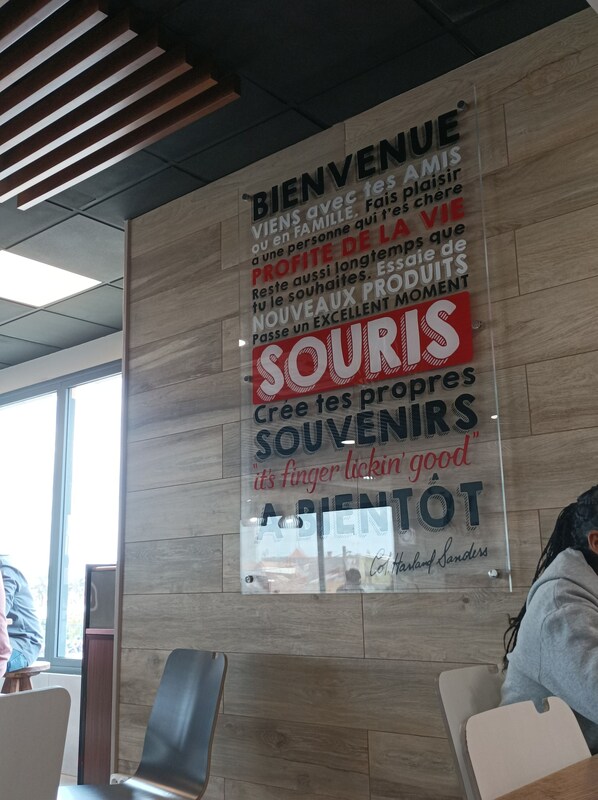 BIENVENUE
VIENS avec tes AMIS
ou en FAMILLE. Fais plaisir
à une personne qui t'es chère
PROFITE DE LA VIE
Reste aussi longtemps que
tu le souhaites. Essaie de
NOUVEAUX PRODUITS
Passe un EXCELLENT MOMENT
SOURIS
Crée tes propres
SOUVENIRS
"it's finger lickin' good"
A BIENTÔT
Col. Harland Sanders